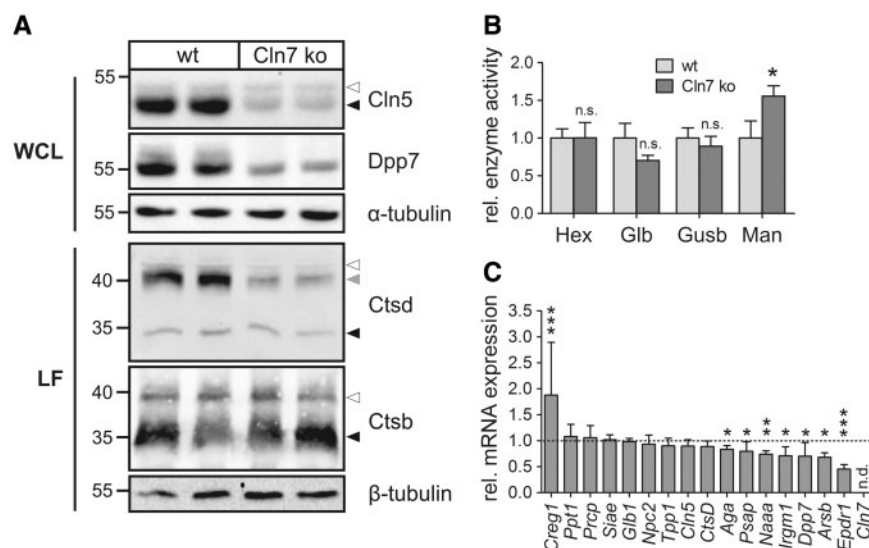 A
wt Cln7 ko
WCL
55
Cln5
55
Dpp7
55
α-tubulin
LF
40
35
Ctsd
40
35
Ctsb
55
β-tubulin
B
rel. enzyme activity
2.0
1.5
1.0
0.5
0.0
wt
Cln7 ko
n.s.
n.s.
n.s.
*
Hex Glb Gusb Man
C
rel. mRNA expression
3.5
3.0
2.5
2.0
1.5
1.0
0.5
0.0
***
* * ** * * * ***
n.d.
Creg1 Ppt1 Prcp Siae Glb1 Npc2 Tpp1 Cln5 CtsD Aga Psap Naaa Irgm1 Dpp7 Arsb Epdr1 Cln7